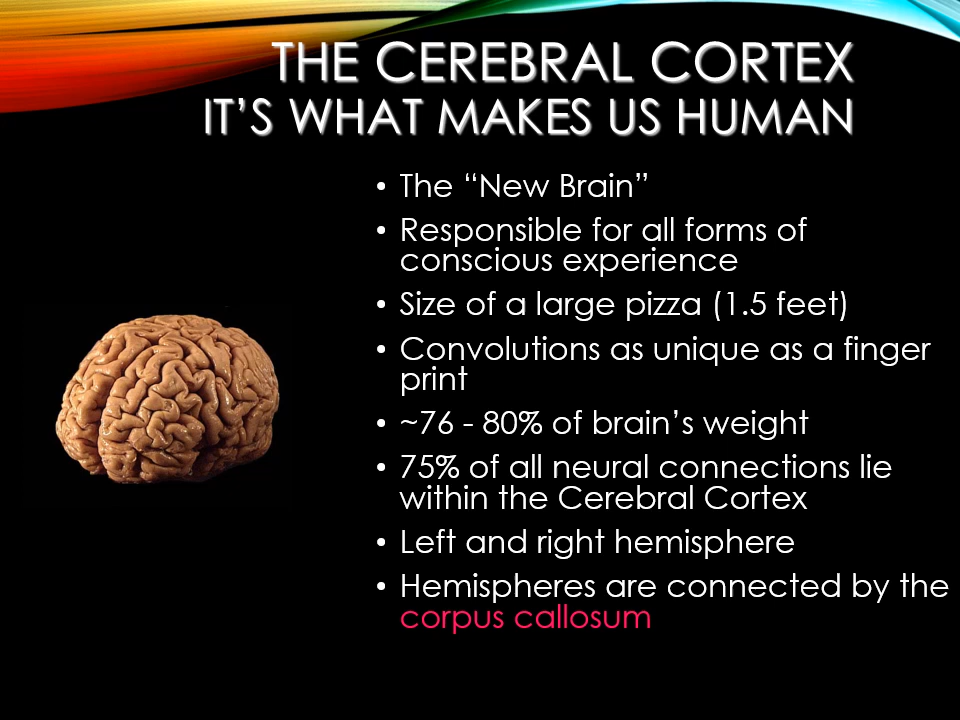 THE CEREBRAL CORTEX
IT’S WHAT MAKES US HUMAN
• The “New Brain”
• Responsible for all forms of
conscious experience
• Size of a large pizza (1.5 feet)
• Convolutions as unique as a finger
print
• ~76 - 80% of brain’s weight
• 75% of all neural connections lie
within the Cerebral Cortex
• Left and right hemisphere
• Hemispheres are connected by the
corpus callosum